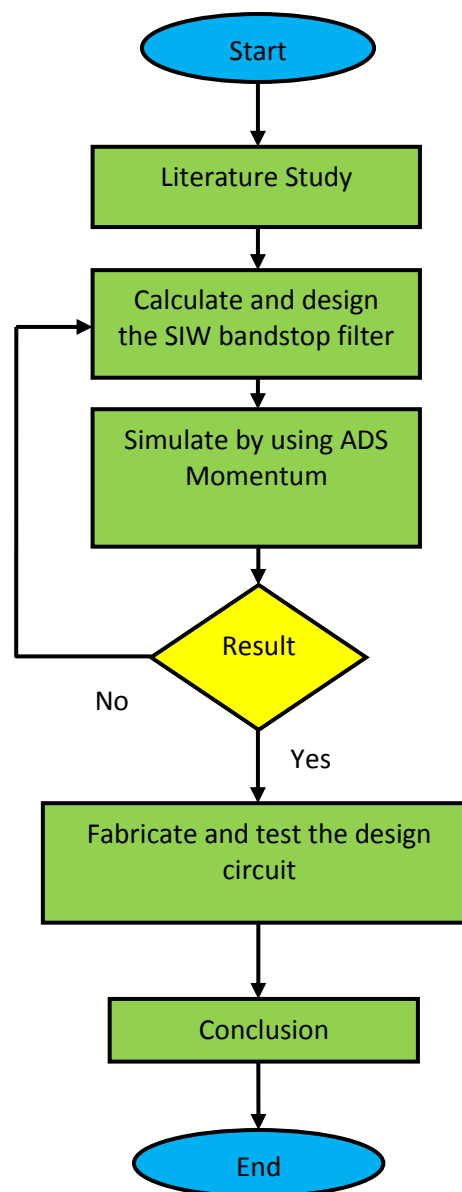 Start
Literature Study
Calculate and design
the SIW bandstop filter
Simulate by using ADS
Momentum
Result
No
Yes
Fabricate and test the design
circuit
Conclusion
End